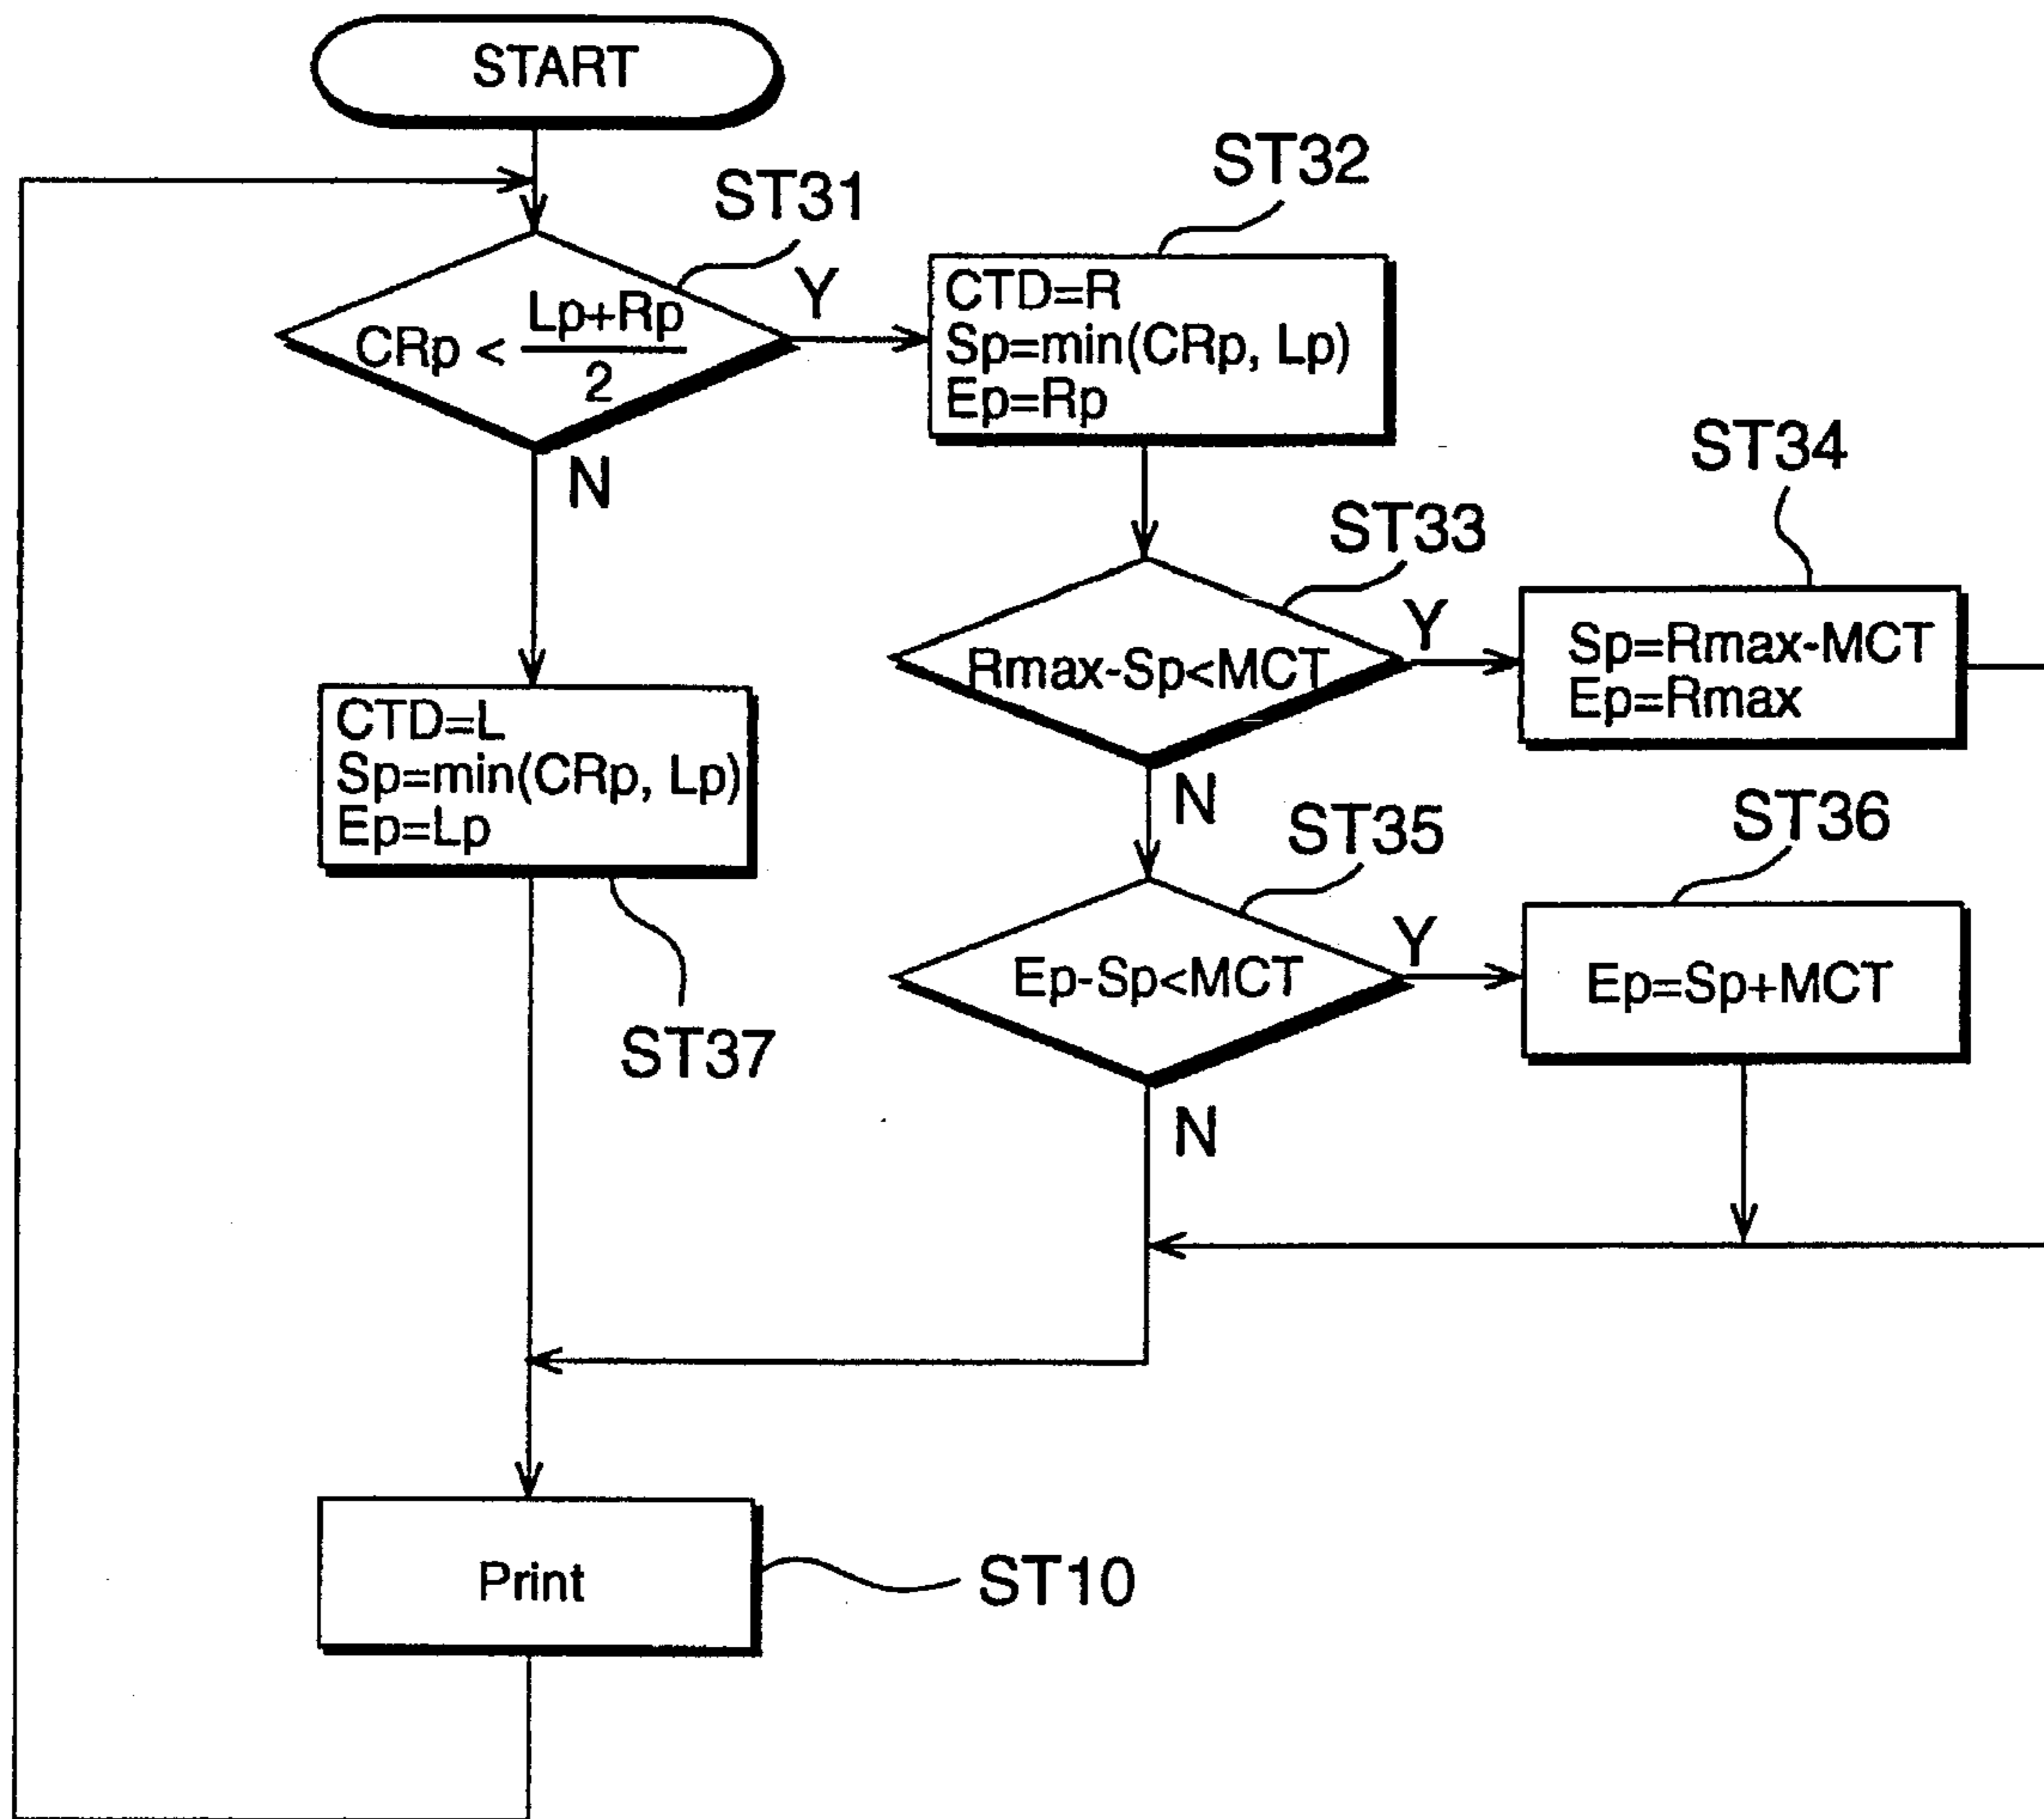 START
ST31
CRp < Lp+Rp
2
Y
N
ST32
CTD=R
Sp=min(CRp, Lp)
Ep=Rp
ST33
Rmax-Sp<MCT
Y
N
ST34
Sp=Rmax-MCT
Ep=Rmax
CTD=L
Sp=min(CRp, Lp)
Ep=Lp
ST37
ST35
Ep-Sp<MCT
Y
N
ST36
Ep=Sp+MCT
Print
ST10